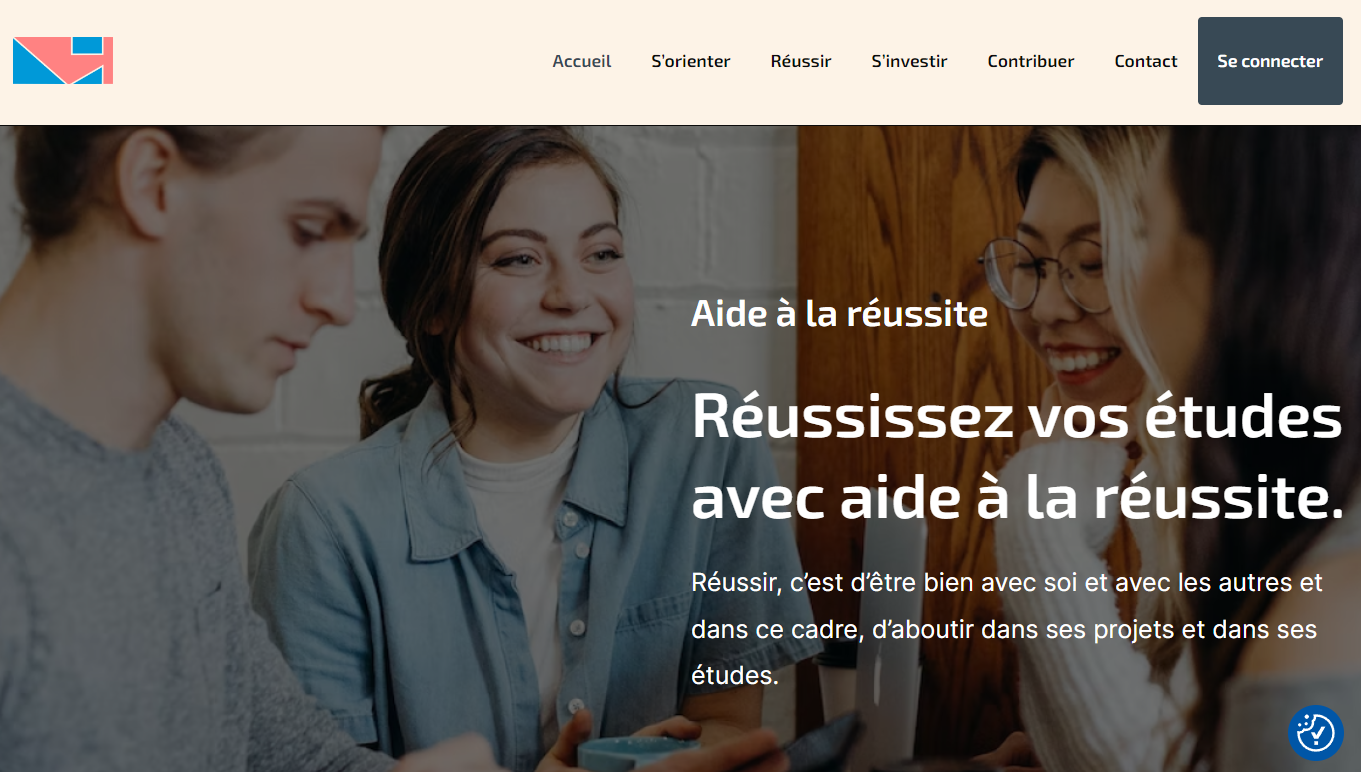 Accueil
S’orienter
Réussir
S’investir
Contribuer
Contact
Se connecter
Aide à la réussite
Réussissez vos études
avec aide à la réussite.
Réussir, c’est d’être bien avec soi et avec les autres et
dans ce cadre, d’aboutir dans ses projets et dans ses
études.